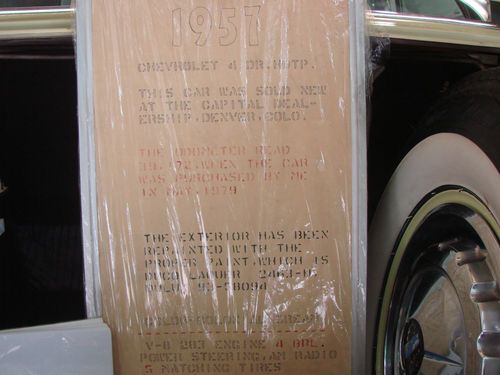 1957
CHEVROLET 4 DR. HDTP.
THIS CAR WAS SOLD NEW
AT THE CAPITAL DEAL-
ERSHIP, DENVER, COLO.
THE ODOMETER READ
WHEN THE CAR
WAS PURCHASED BY ME
IN MAY, 1979
THE EXTERIOR HAS BEEN
REPAINTED WITH THE
PROPER PAINT, WHICH IS
DUCO LAQUER
V-8 283 ENGINE 4 BRL.
POWER STEERING, AM RADIO
5 MATCHING TIRES